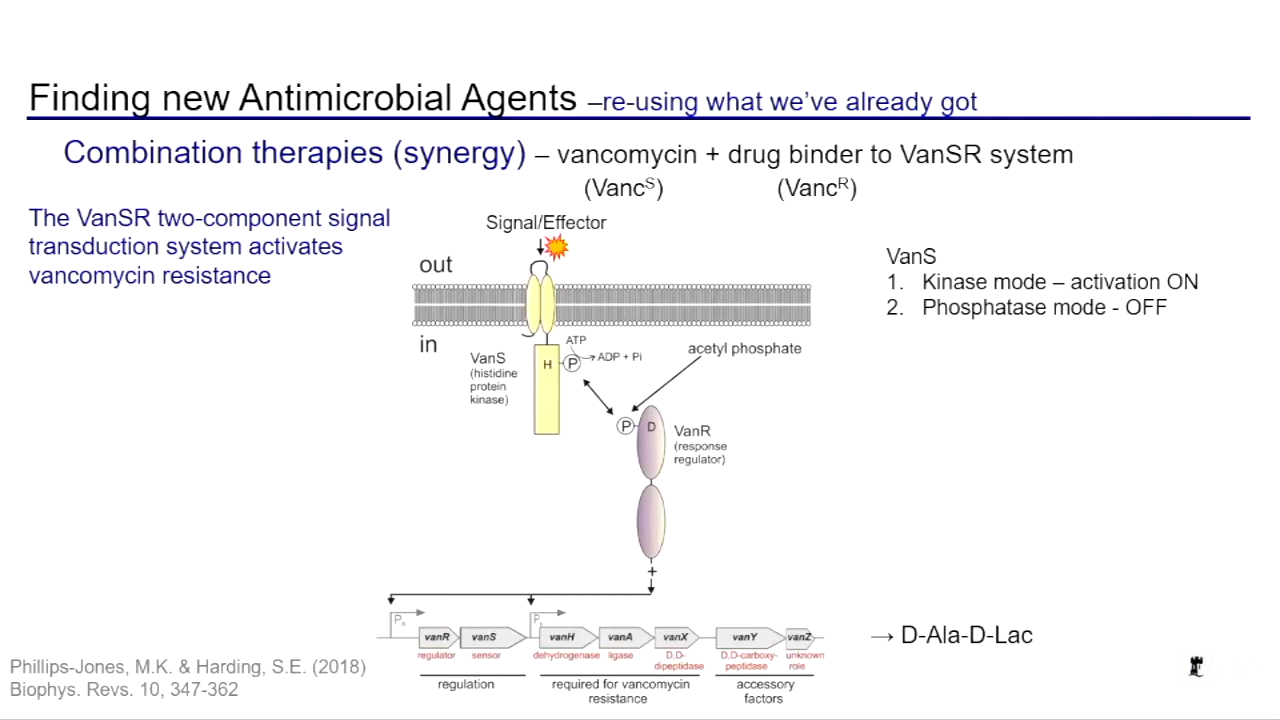 Finding new Antimicrobial Agents –re-using what we’ve already got
Combination therapies (synergy) – vancomycin + drug binder to VanSR system
(Vancˢ) (Vancᴿ)
The VanSR two-component signal
transduction system activates
vancomycin resistance
Signal/Effector
out
in
VanS
1. Kinase mode – activation ON
2. Phosphatase mode - OFF
ATP
ADP + Pi
H
P
VanS
(histidine
protein
kinase)
acetyl phosphate
P
D
VanR
(response
regulator)
+
P
P
vanR vanS vanH vanA vanX vanY vanZ
regulator sensor dehydrogenase ligase D,D-
dipeptidase
D,D-carboxy-
peptidase
unknown
role
regulation
required for vancomycin
resistance
accessory
factors
→ D-Ala-D-Lac
Phillips-Jones, M.K. & Harding, S.E. (2018)
Biophys. Revs. 10, 347-362